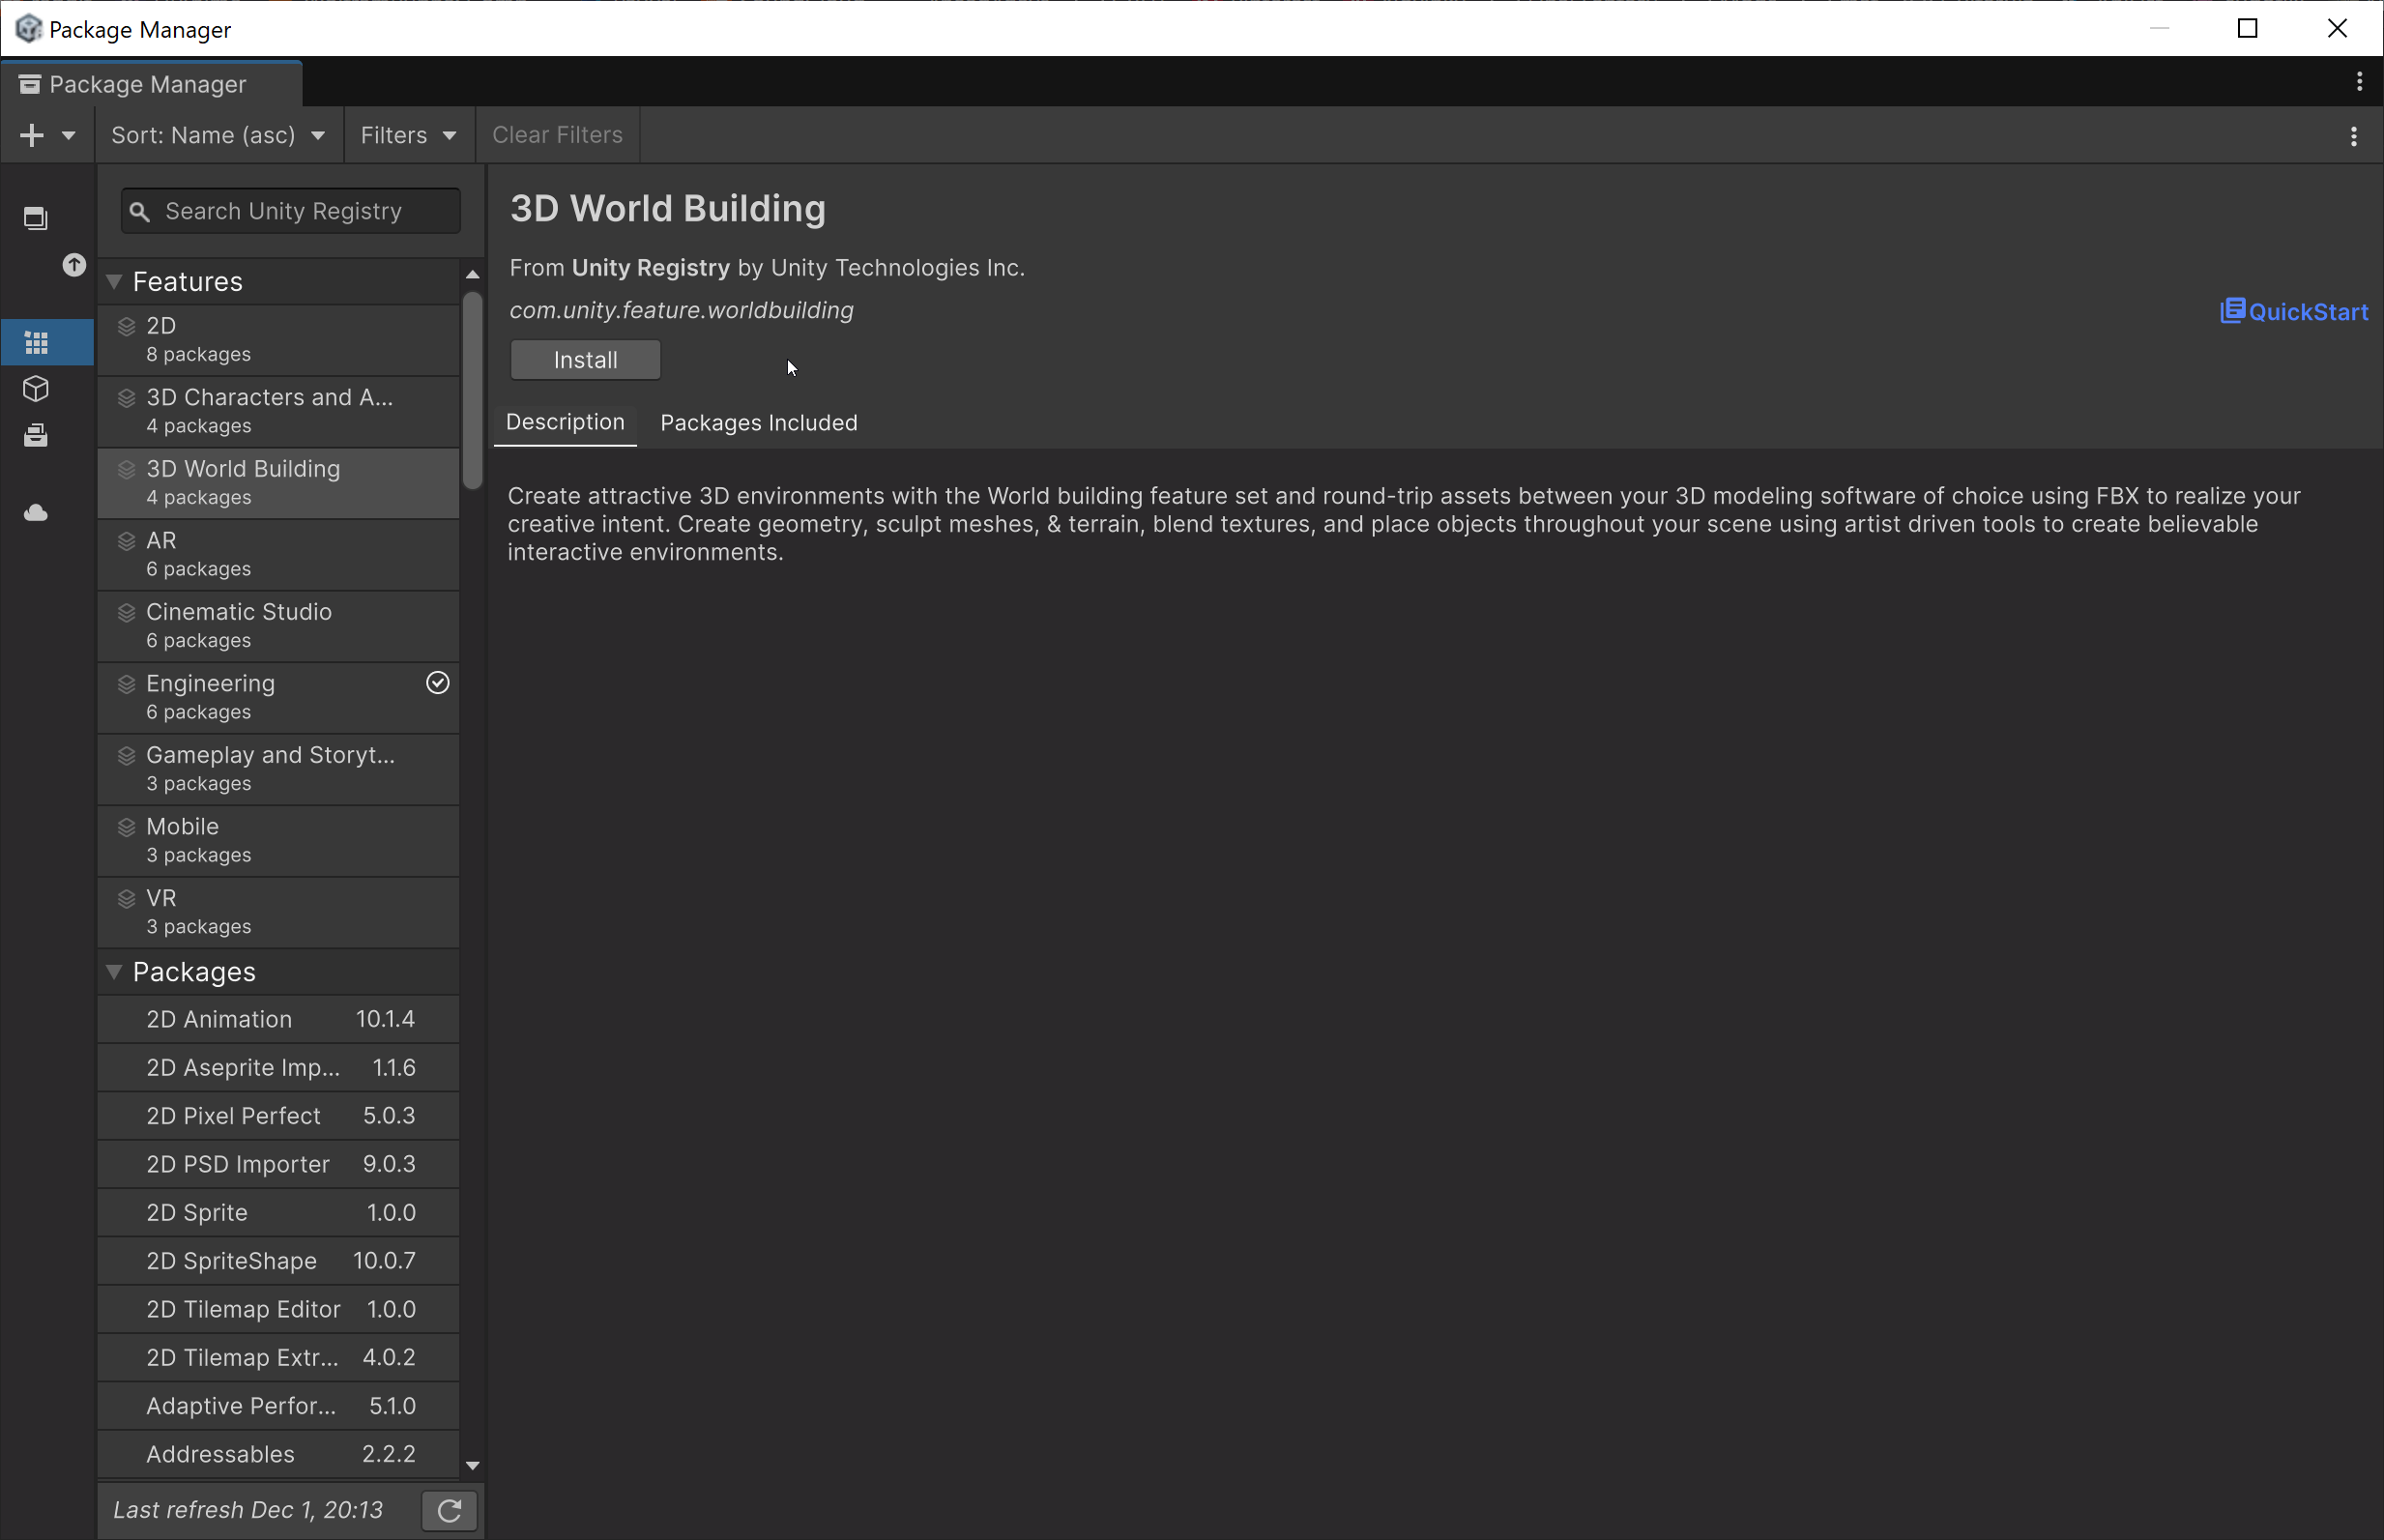 Package Manager
Package Manager
Sort: Name (asc)
Filters
Clear Filters
Search Unity Registry
Features
2D
8 packages
3D Characters and A...
4 packages
3D World Building
4 packages
AR
6 packages
Cinematic Studio
6 packages
Engineering
6 packages
Gameplay and Storyt...
3 packages
Mobile
3 packages
VR
3 packages
Packages
2D Animation 10.1.4
2D Aseprite Imp... 1.1.6
2D Pixel Perfect 5.0.3
2D PSD Importer 9.0.3
2D Sprite 1.0.0
2D SpriteShape 10.0.7
2D Tilemap Editor 1.0.0
2D Tilemap Extr... 4.0.2
Adaptive Perfor... 5.1.0
Addressables 2.2.2
Last refresh Dec 1, 20:13
3D World Building
From Unity Registry by Unity Technologies Inc.
com.unity.feature.worldbuilding
QuickStart
Install
Description
Packages Included
Create attractive 3D environments with the World building feature set and round-trip assets between your 3D modeling software of choice using FBX to realize your
creative intent. Create geometry, sculpt meshes, & terrain, blend textures, and place objects throughout your scene using artist driven tools to create believable
interactive environments.